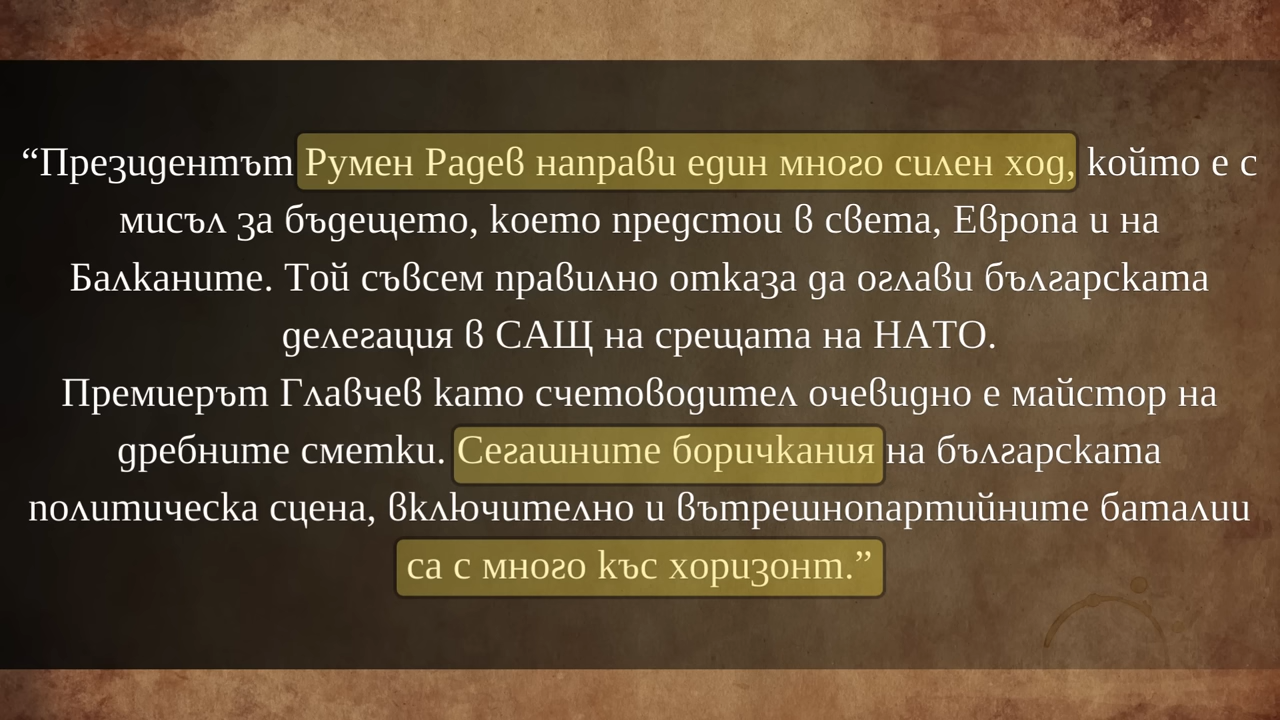 “Президентът Румен Радев направи един много силен ход, който е с
мисъл за бъдещето, което предстои в света, Европа и на
Балканите. Той съвсем правилно отказа да оглави българската
делегация в САЩ на срещата на НАТО.
Премиерът Главчев като счетоводител очевидно е майстор на
дребните сметки. Сегашните боричкания на българската
политическа сцена, включително и вътрешнопартийните баталии
са с много къс хоризонт.”